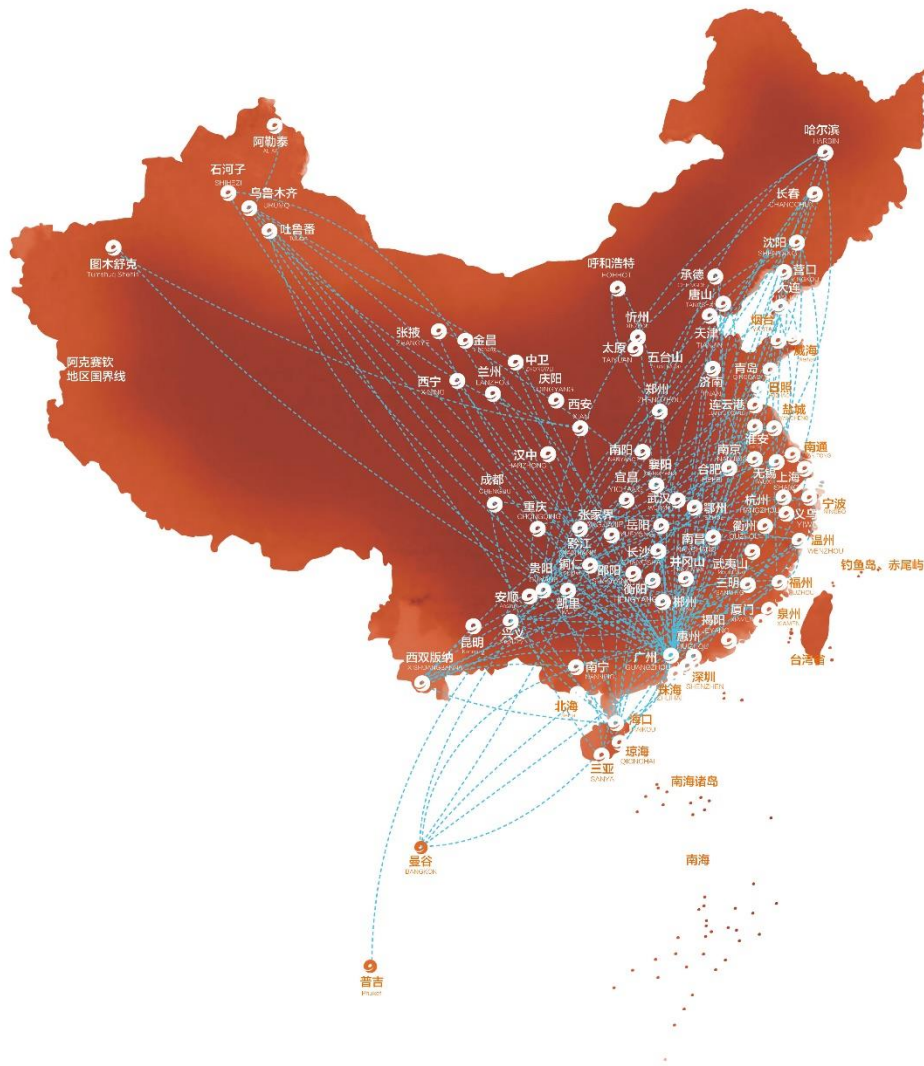 哈尔滨
HARBIN
阿勒泰
石河子
SHIHEZI
长春
乌鲁木齐
吐鲁番
沈阳
图木舒克
呼和浩特
承德
营口
大连
唐山
烟台
忻州
张掖
天津
金昌
太原
TAIYUAN
五台山
威海
中卫
阿克赛钦
地区国界线
兰州
LANZHOU
庆阳
QINGYANG
青岛
西宁
济南
日照
郑州
西安
连云港
盐城
淮安
南阳
南京
南通
汉中
襄阳
合肥
无锡
上海
成都
宜昌
武汉
鄂州
杭州
宁波
NINGBO
重庆
张家界
义乌
岳阳
衢州
黔江
南昌
温州
WENZHOU
长沙
铜仁
邵阳
井冈山
武夷山
钓鱼岛、赤尾屿
贵阳
衡阳
三明
福州
安顺
凯里
郴州
厦门
泉州
揭阳
兴义
昆明
惠州
西双版纳
广州
GUANGZHOU
台湾省
南宁
深圳
SHENZHEN
珠海
北海
海口
琼海
QIONGHAI
三亚
SANYA
南海诸岛
曼谷
BANGKOK
南海
普吉
Phuket